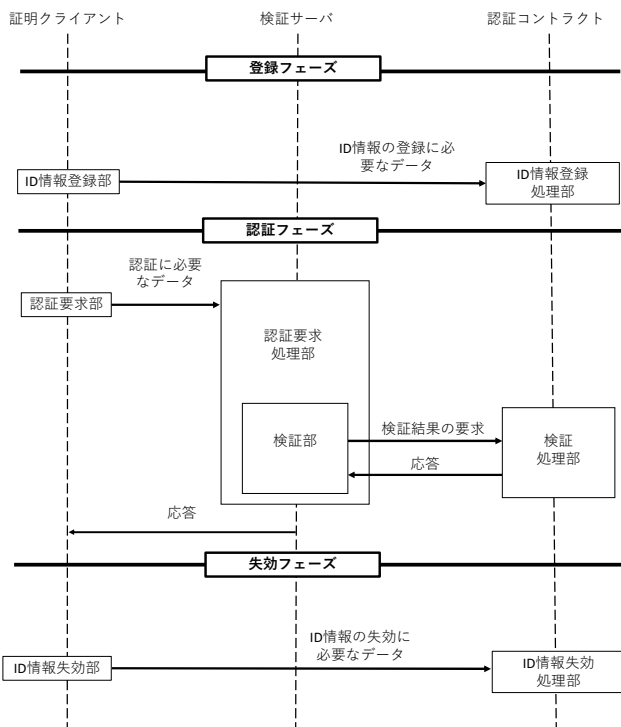 証明クライアント
検証サーバ
認証コントラクト
登録フェーズ
ID情報の登録に必
要なデータ
ID情報登録部
ID情報登録
処理部
認証フェーズ
認証に必要
なデータ
認証要求部
認証要求
処理部
検証部
検証結果の要求
応答
検証
処理部
応答
失効フェーズ
ID情報の失効に
必要なデータ
ID情報失効部
ID情報失効
処理部